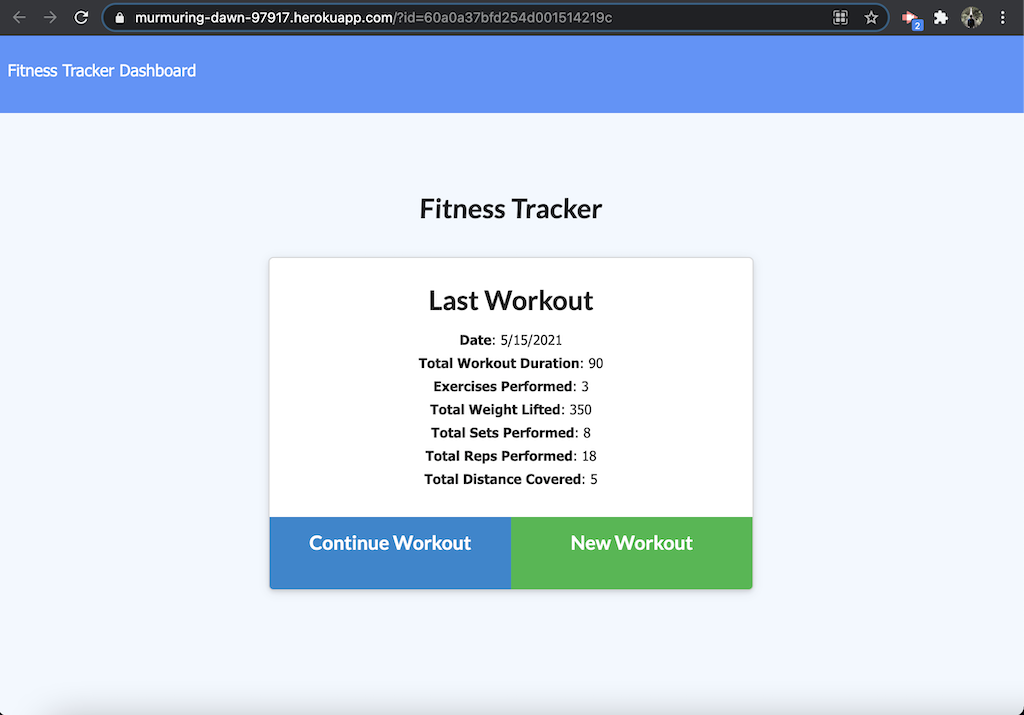 murmuring-dawn-97917.herokuapp.com/?id=60a0a37bfd254d001514219c
2
Fitness Tracker Dashboard
Fitness Tracker
Last Workout
Date: 5/15/2021
Total Workout Duration: 90
Exercises Performed: 3
Total Weight Lifted: 350
Total Sets Performed: 8
Total Reps Performed: 18
Total Distance Covered: 5
Continue Workout
New Workout